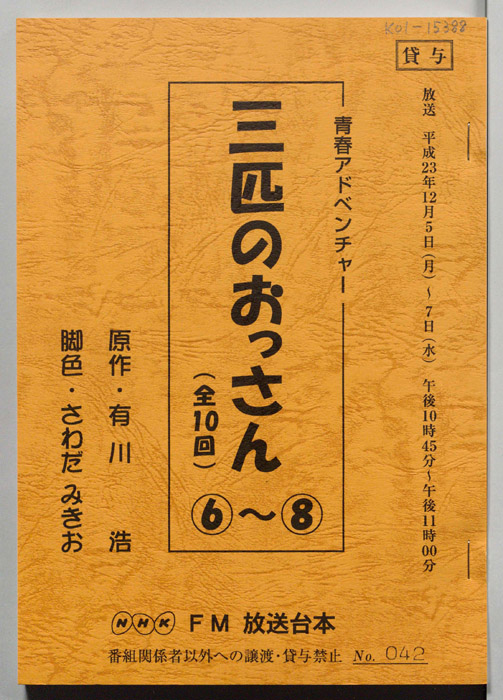 K01-15388
貸与
放送 平成23年12月5日(月)～7日(水) 午後10時45分～午後11時00分
青春アドベンチャー
三匹のおっさん
(全10回)
⑥～⑧
原作・有川 浩
脚色・さわだ みきお
NHK FM 放送台本
番組関係者以外への譲渡・貸与禁止 No. 042